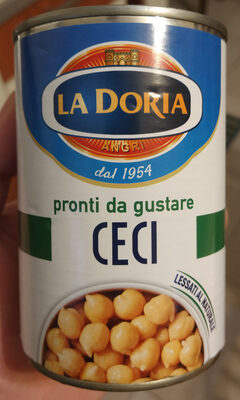 LA DORIA
ANGRI
dal 1954
pronti da gustare
CECI
LESSATI AL NATURALE